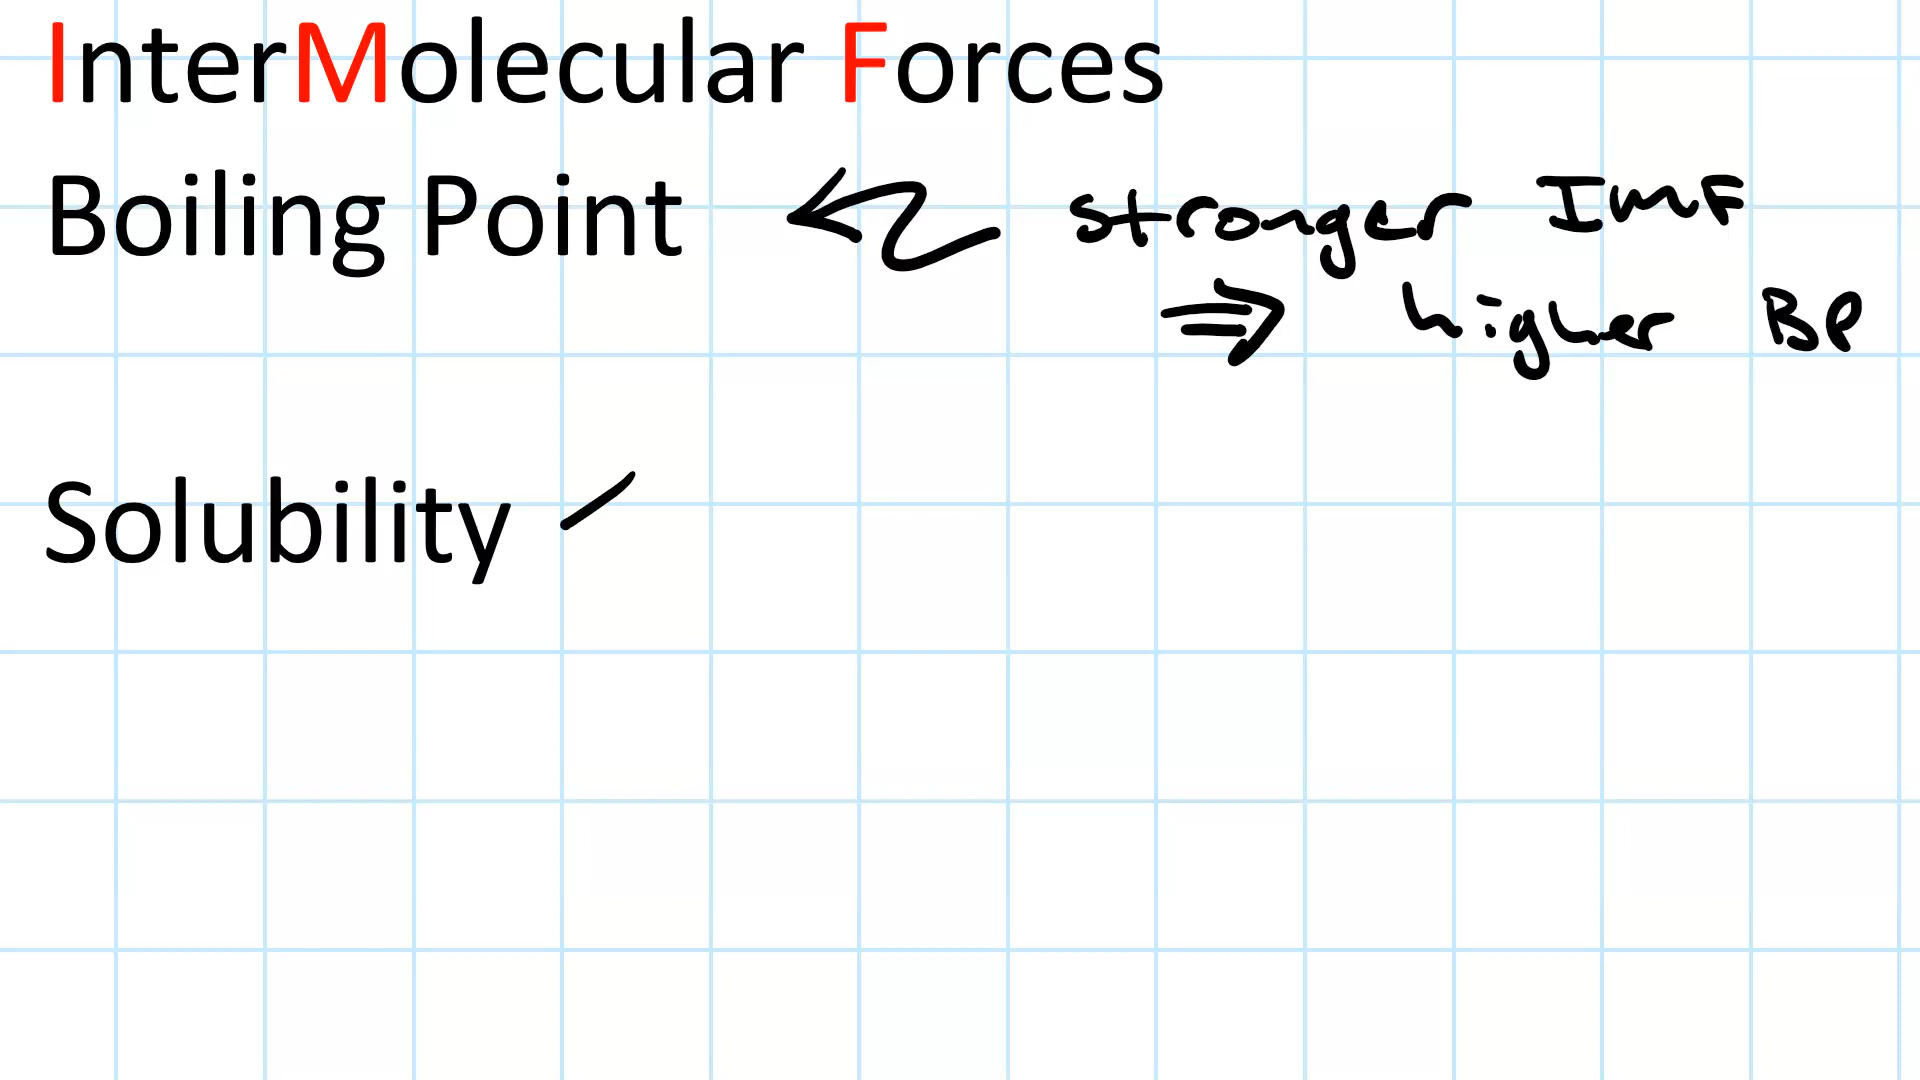 InterMolecular Forces
Boiling Point ← stronger IMF
⇒ higher BP
Solubility